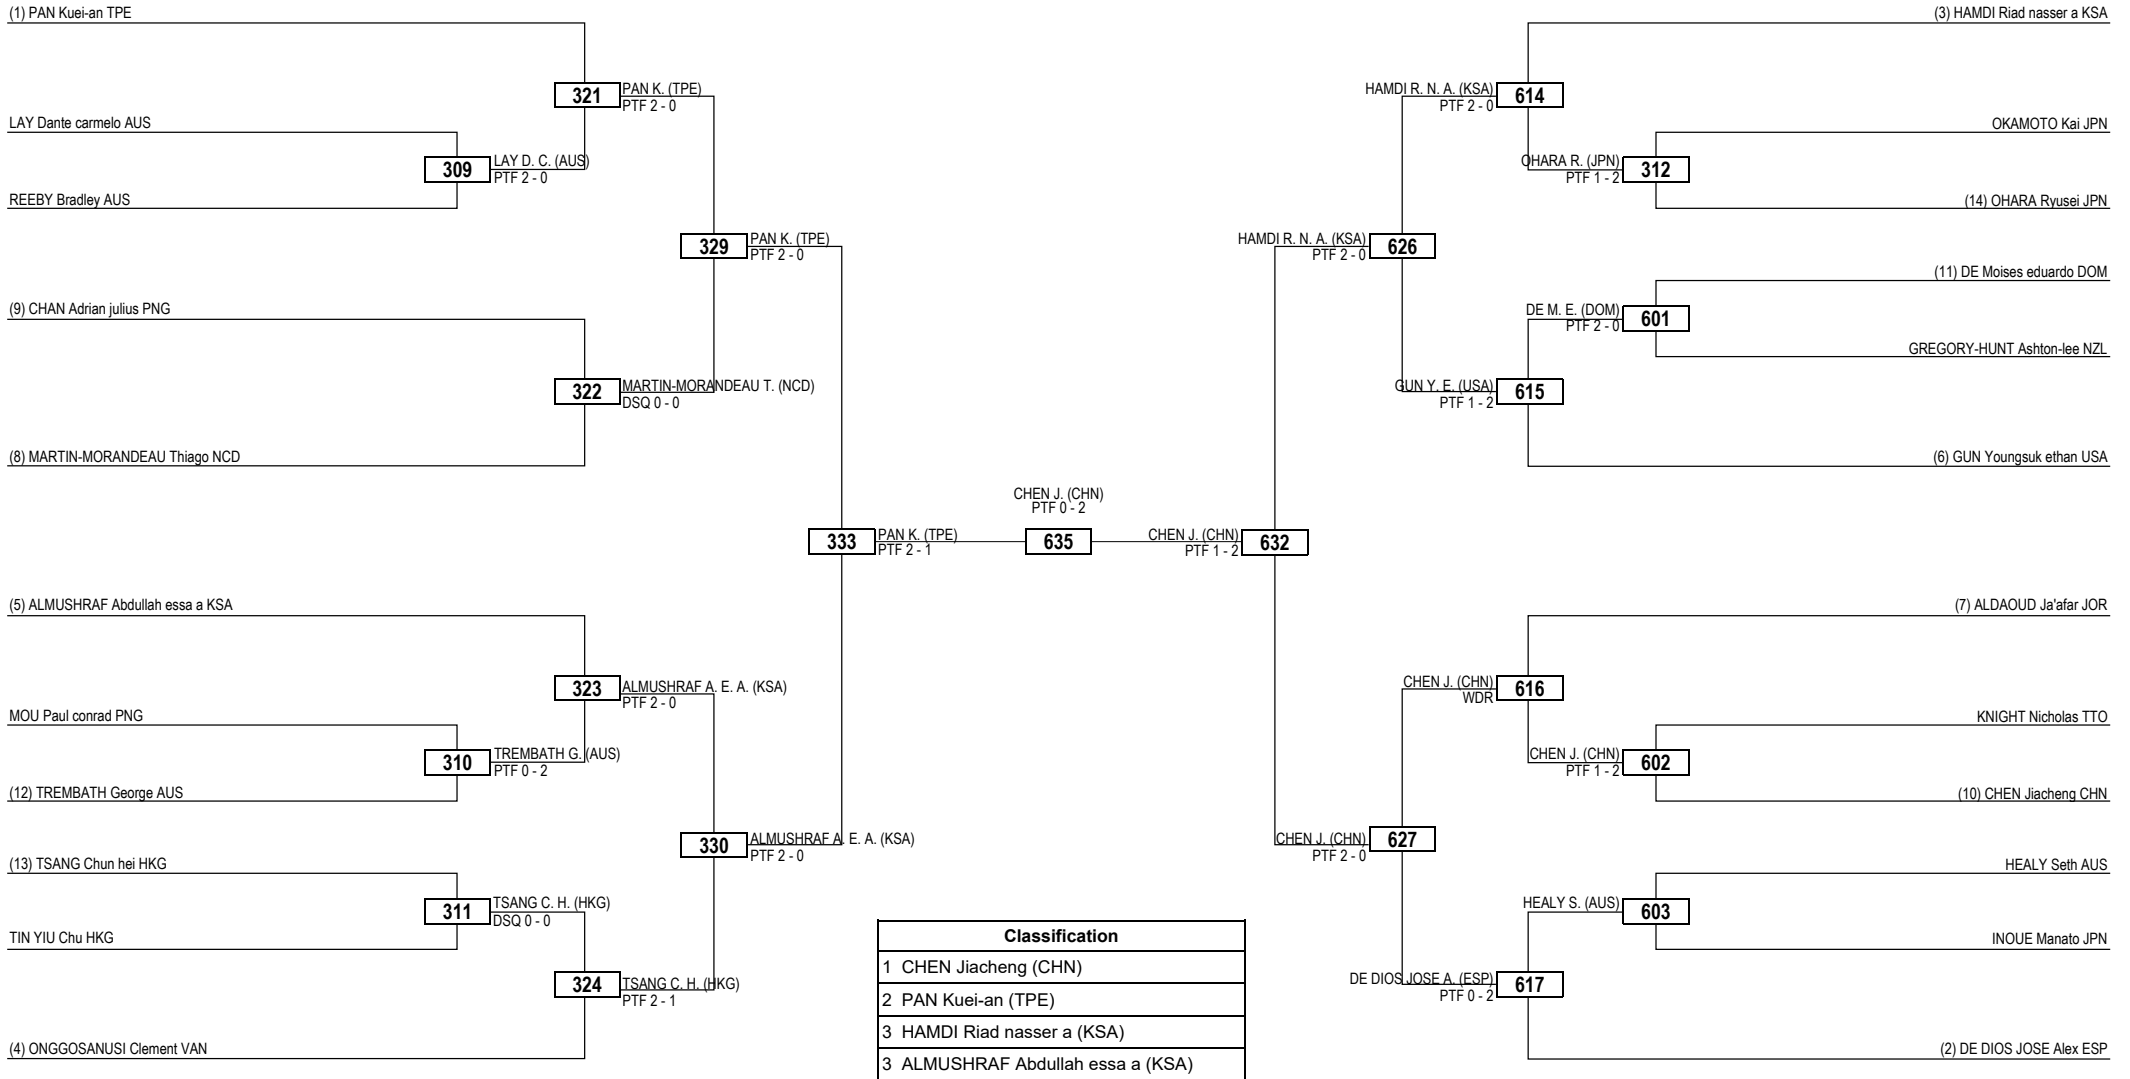 (1) PAN Kuei-an TPE
(3) HAMDI Riad nasser a KSA
321
PAN K. (TPE)
PTF 2 - 0
HAMDI R. N. A. (KSA)
PTF 2 - 0
614
LAY Dante carmelo AUS
OKAMOTO Kai JPN
309
LAY D. C. (AUS)
PTF 2 - 0
OHARA R. (JPN)
PTF 1 - 2
312
REEBY Bradley AUS
(14) OHARA Ryusei JPN
329
PAN K. (TPE)
PTF 2 - 0
HAMDI R. N. A. (KSA)
PTF 2 - 0
626
(11) DE Moises eduardo DOM
(9) CHAN Adrian julius PNG
DE M. E. (DOM)
PTF 2 - 0
601
GREGORY-HUNT Ashton-lee NZL
322
MARTIN-MORANDEAU T. (NCD)
DSQ 0 - 0
GUN Y. E. (USA)
PTF 1 - 2
615
(8) MARTIN-MORANDEAU Thiago NCD
(6) GUN Youngsuk ethan USA
CHEN J. (CHN)
PTF 0 - 2
333
PAN K. (TPE)
PTF 2 - 1
635
CHEN J. (CHN)
PTF 1 - 2
632
(5) ALMUSHRAF Abdullah essa a KSA
(7) ALDAOUD Ja'afar JOR
323
ALMUSHRAF A. E. A. (KSA)
PTF 2 - 0
CHEN J. (CHN)
WDR
616
MOU Paul conrad PNG
KNIGHT Nicholas TTO
310
TREMBATH G. (AUS)
PTF 0 - 2
CHEN J. (CHN)
PTF 1 - 2
602
(12) TREMBATH George AUS
(10) CHEN Jiacheng CHN
330
ALMUSHRAF A. E. A. (KSA)
PTF 2 - 0
CHEN J. (CHN)
PTF 2 - 0
627
(13) TSANG Chun hei HKG
HEALY Seth AUS
311
TSANG C. H. (HKG)
DSQ 0 - 0
HEALY S. (AUS)
603
TIN YIU Chu HKG
INOUE Manato JPN
324
TSANG C. H. (HKG)
PTF 2 - 1
DE DIOS JOSE A. (ESP)
PTF 0 - 2
617
(4) ONGGOSANUSI Clement VAN
(2) DE DIOS JOSE Alex ESP
Classification
1 CHEN Jiacheng (CHN)
2 PAN Kuei-an (TPE)
3 HAMDI Riad nasser a (KSA)
3 ALMUSHRAF Abdullah essa a (KSA)